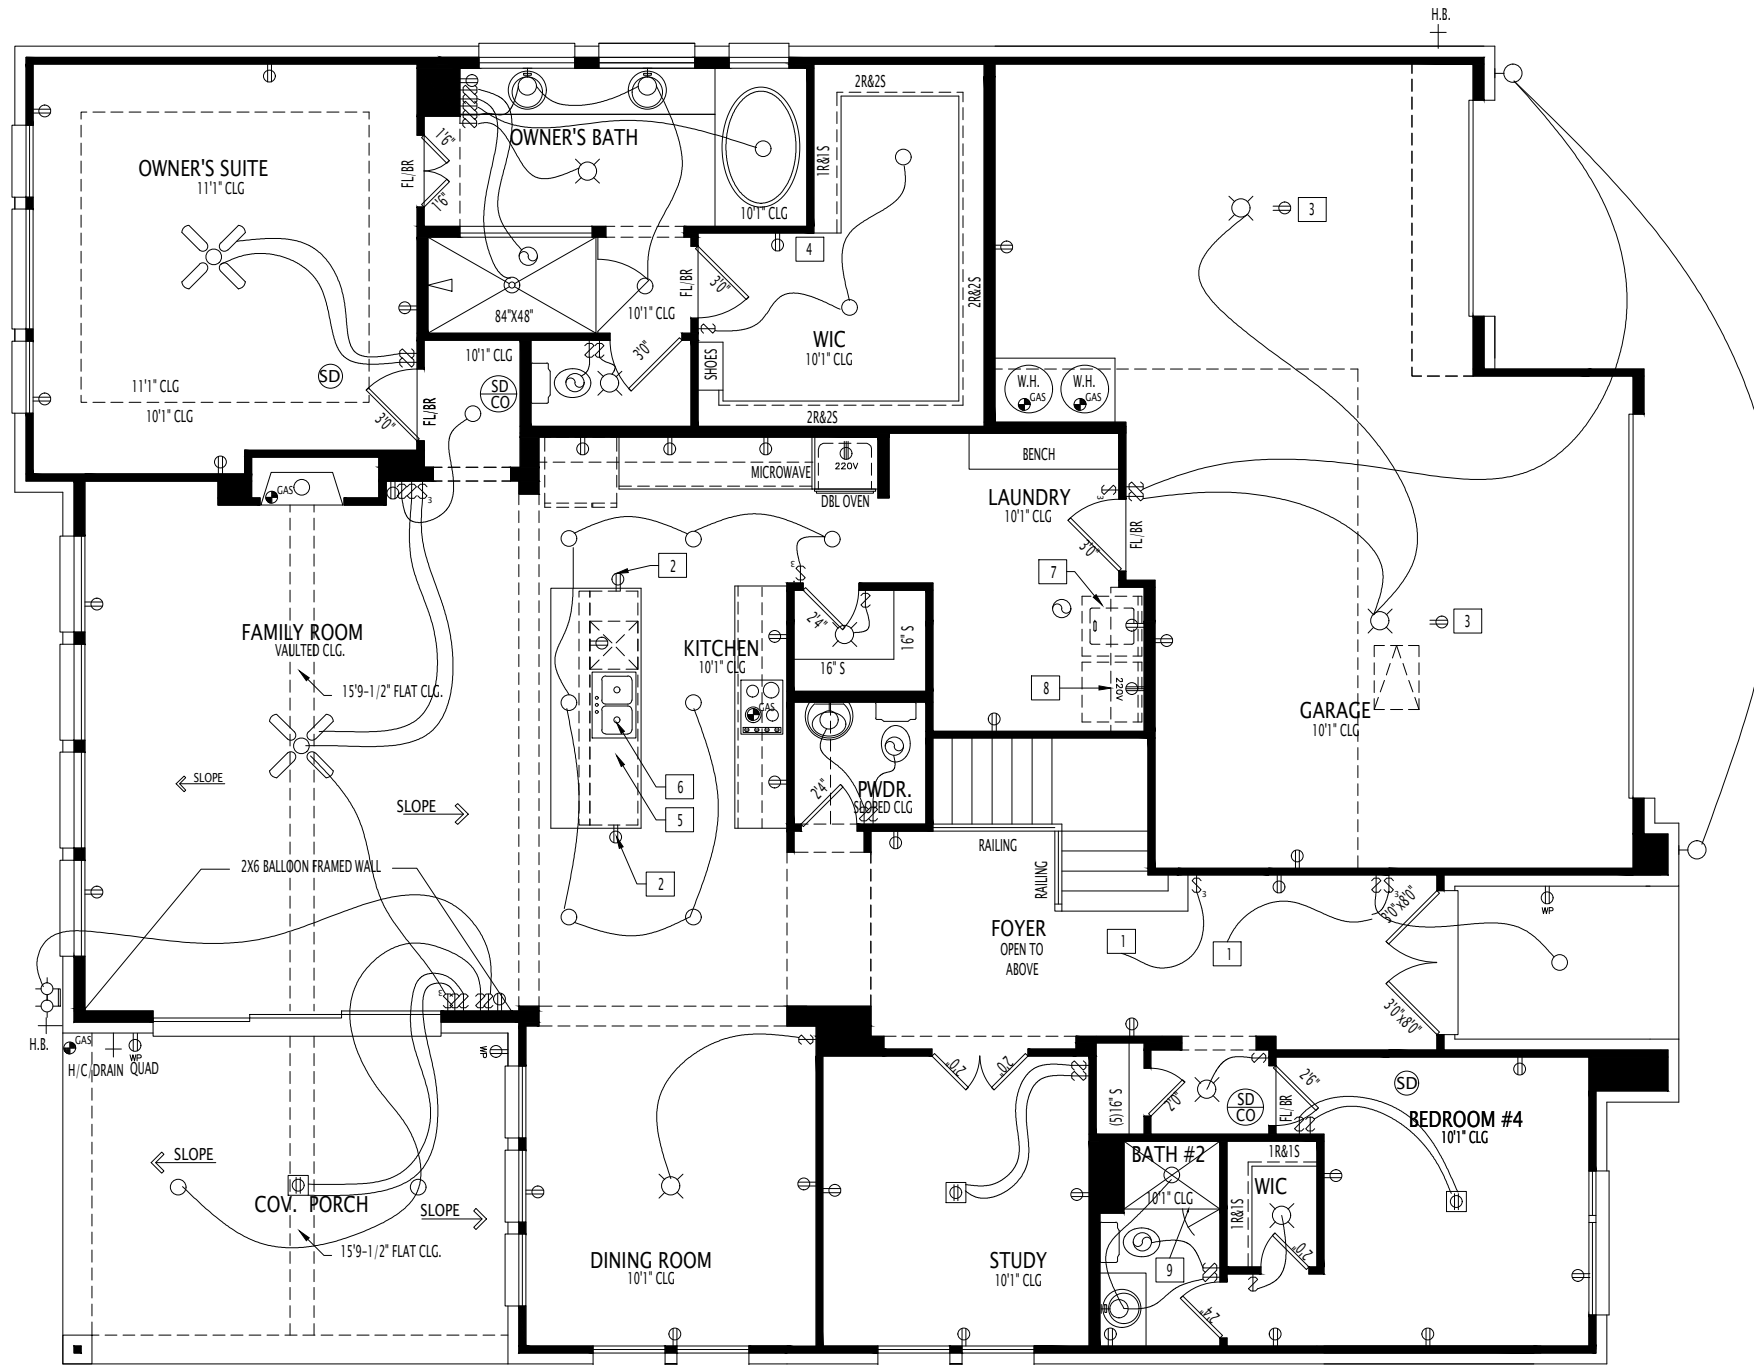 H.B.
2R&2S
1'6"
OWNER'S BATH
1R&1S
OWNER'S SUITE
11'1" CLG
FL/BR
1'6"
10'1" CLG
3
4
FL/BR
3'0"
2R&2S
84"X48"
10'1" CLG
WIC
10'1" CLG
SHOES
10'1" CLG
3'0"
SD
11'1" CLG
10'1" CLG
3'0"
FL/BR
SD
CO
2R&2S
W.H.
GAS
W.H.
GAS
BENCH
MICROWAVE
220V
DBL OVEN
GAS
3
LAUNDRY
10'1" CLG
3
FL/BR
3'0"
2
3
7
2'4"
16" S
16" S
3
FAMILY ROOM
VAULTED CLG.
KITCHEN
10'1" CLG
15'9-1/2" FLAT CLG.
8
220V
GARAGE
10'1" CLG
GAS
SLOPE
SLOPE
6
5
2'4"
PWDR.
SLOPED CLG
RAILING
RAILING
2X6 BALLOON FRAMED WALL
2
3
3
3'0"x8'0"
WP
FOYER
OPEN TO
ABOVE
1
1
3
3'0"x8'0"
H.B.
GAS
H/C/DRAIN
WP
QUAD
WP
2'0"
2'0"
(5)16" S
2'0"
SD
CO
FL/BR
2'6"
SD
BEDROOM #4
10'1" CLG
SLOPE
BATH #2
10'1" CLG
1R&1S
WIC
1R&1S
COV. PORCH
SLOPE
15'9-1/2" FLAT CLG.
DINING ROOM
10'1" CLG
STUDY
10'1" CLG
9
2'0"
2'4"